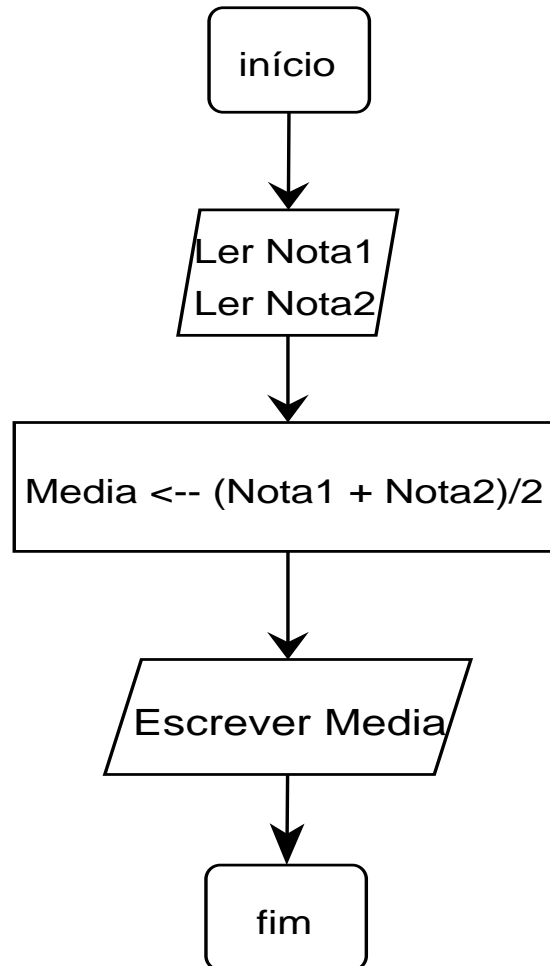 início
Ler Nota1
Ler Nota2
Media <-- (Nota1 + Nota2)/2
Escrever Media
fim